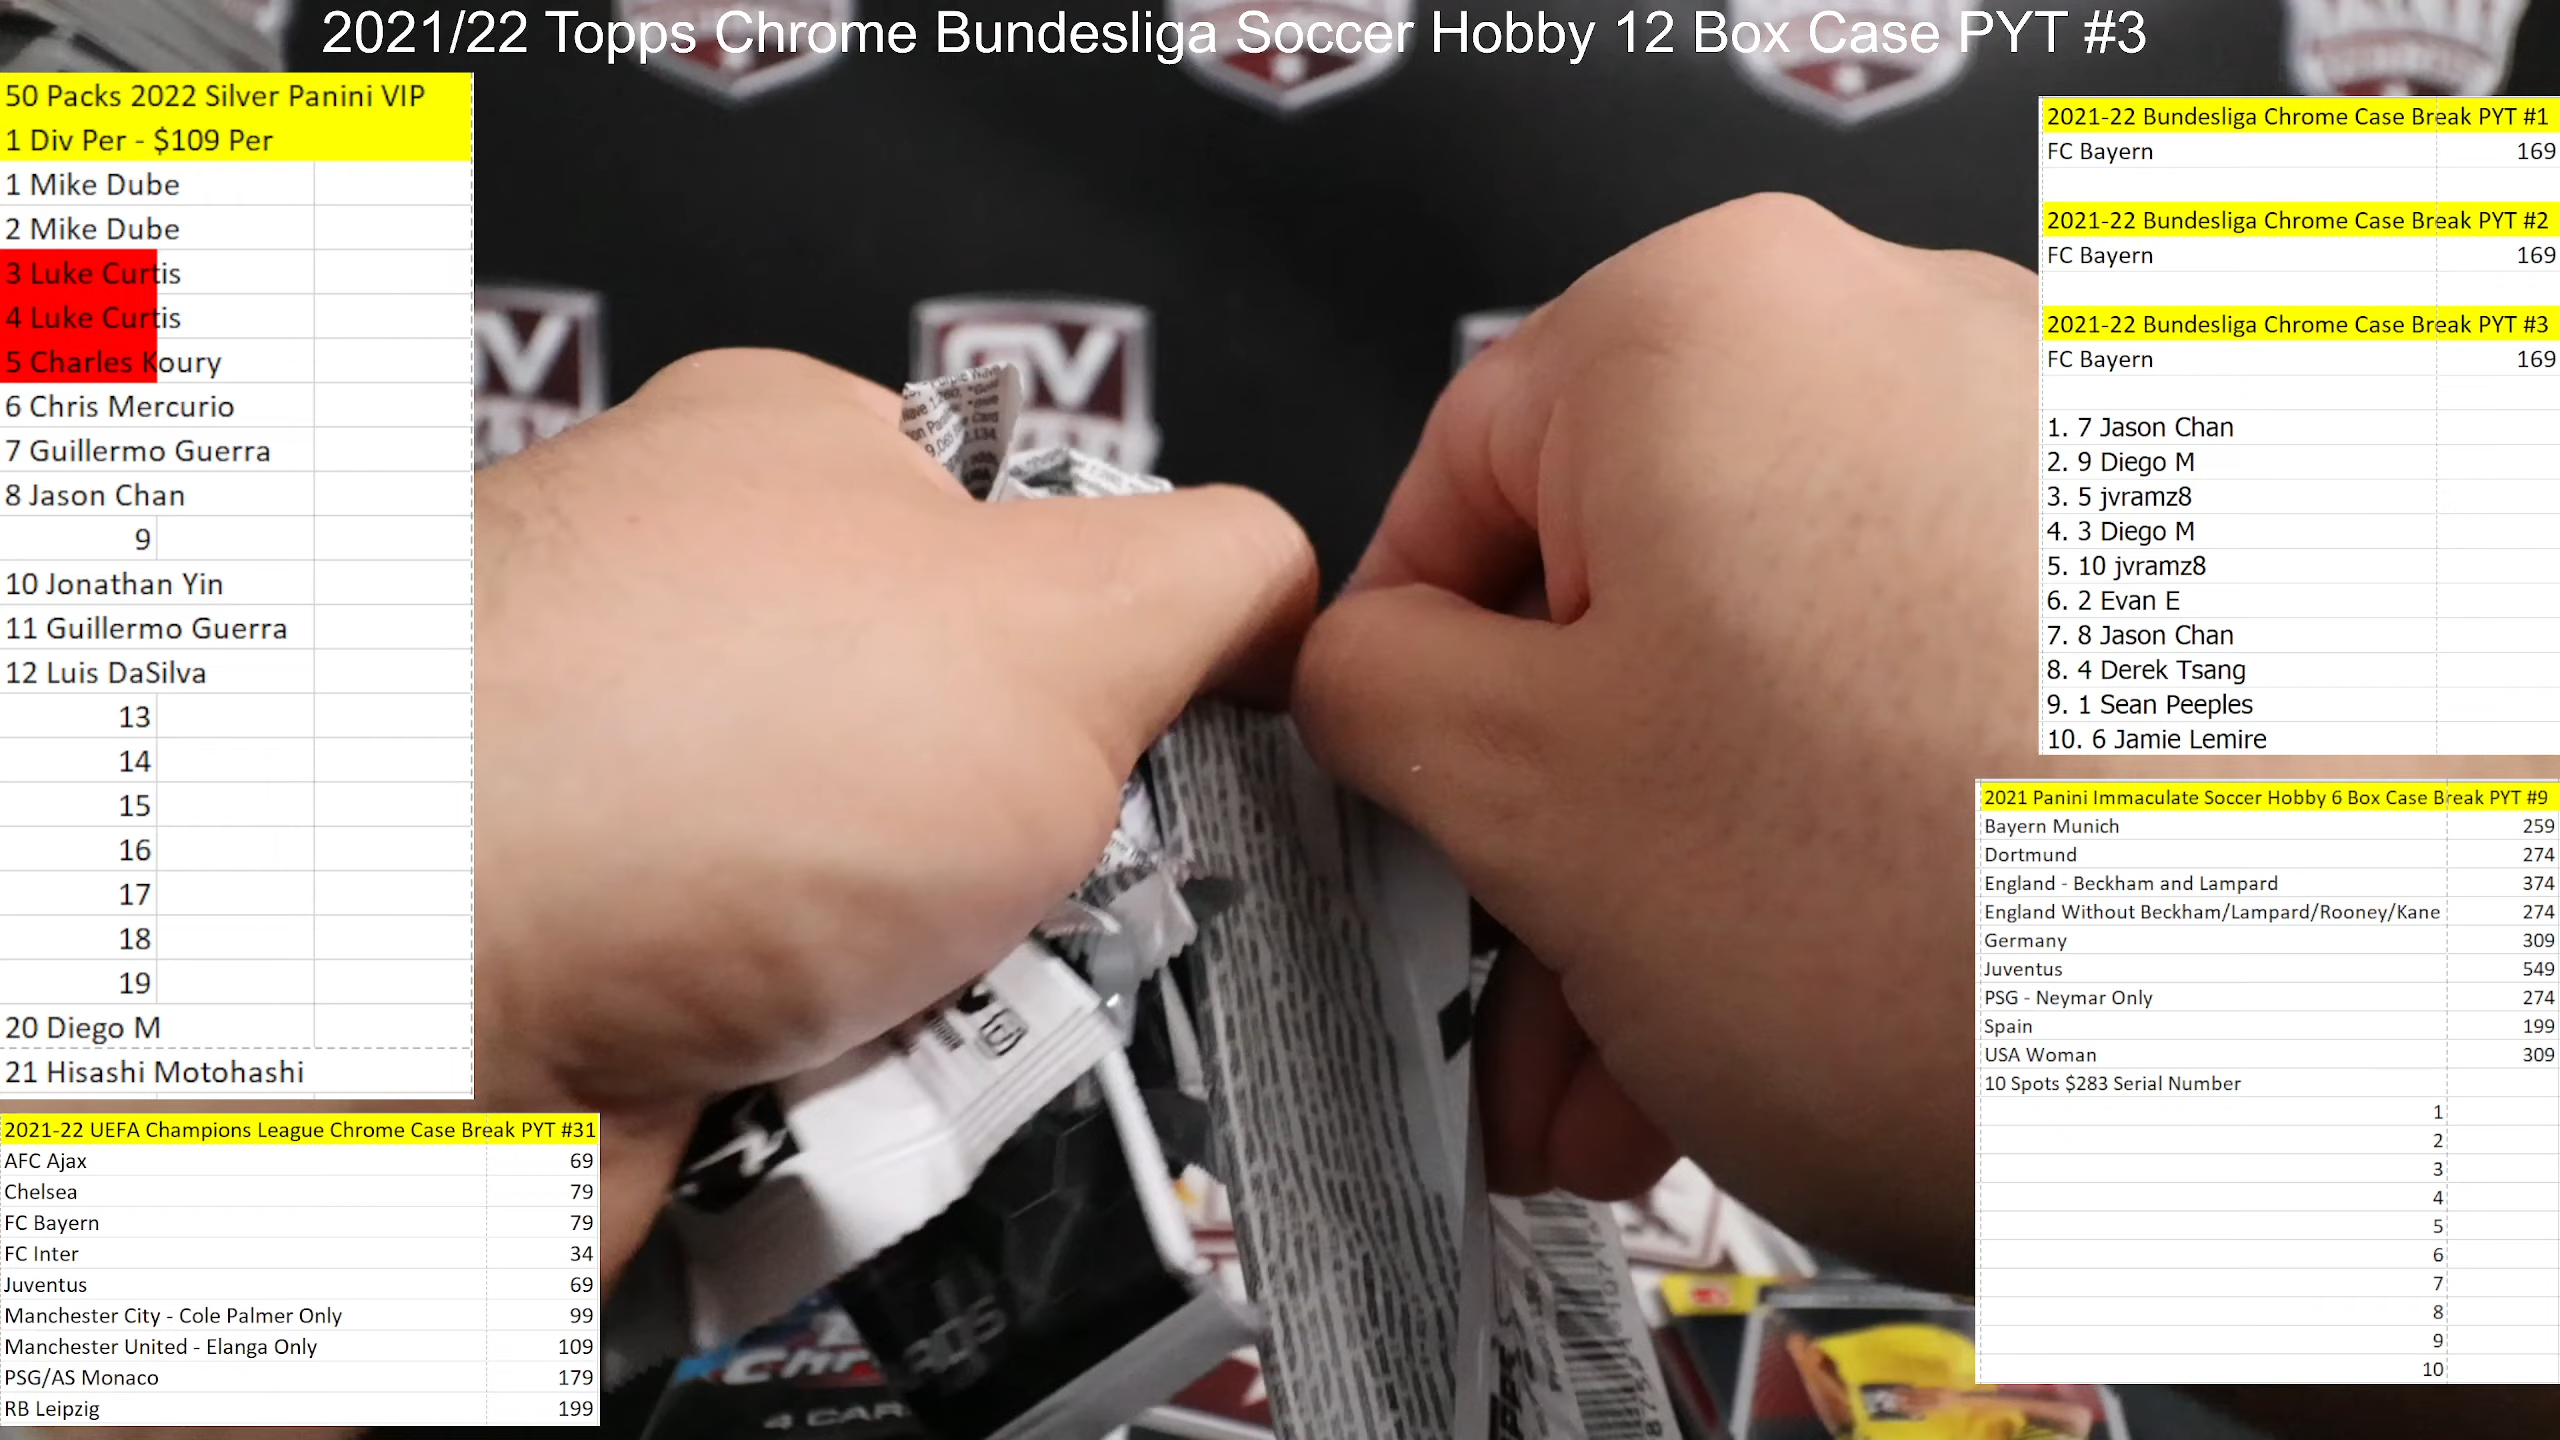 2021/22 Topps Chrome Bundesliga Soccer Hobby 12 Box Case PYT #3
50 Packs 2022 Silver Panini VIP
1 Div Per - $109 Per
1 Mike Dube
2 Mike Dube
3 Luke Curtis
4 Luke Curtis
5 Charles Koury
6 Chris Mercurio
7 Guillermo Guerra
8 Jason Chan
9
10 Jonathan Yin
11 Guillermo Guerra
12 Luis DaSilva
13
14
15
16
17
18
19
20 Diego M
21 Hisashi Motohashi
2021-22 UEFA Champions League Chrome Case Break PYT #31
AFC Ajax 69
Chelsea 79
FC Bayern 79
FC Inter 34
Juventus 69
Manchester City - Cole Palmer Only 99
Manchester United - Elanga Only 109
PSG/AS Monaco 179
RB Leipzig 199
2021-22 Bundesliga Chrome Case Break PYT #1
FC Bayern 169
2021-22 Bundesliga Chrome Case Break PYT #2
FC Bayern 169
2021-22 Bundesliga Chrome Case Break PYT #3
FC Bayern 169
1. 7 Jason Chan
2. 9 Diego M
3. 5 jvramz8
4. 3 Diego M
5. 10 jvramz8
6. 2 Evan E
7. 8 Jason Chan
8. 4 Derek Tsang
9. 1 Sean Peeples
10. 6 Jamie Lemire
2021 Panini Immaculate Soccer Hobby 6 Box Case Break PYT #9
Bayern Munich 259
Dortmund 274
England - Beckham and Lampard 374
England Without Beckham/Lampard/Rooney/Kane 274
Germany 309
Juventus 549
PSG - Neymar Only 274
Spain 199
USA Woman 309
10 Spots $283 Serial Number
1
2
3
4
5
6
7
8
9
10